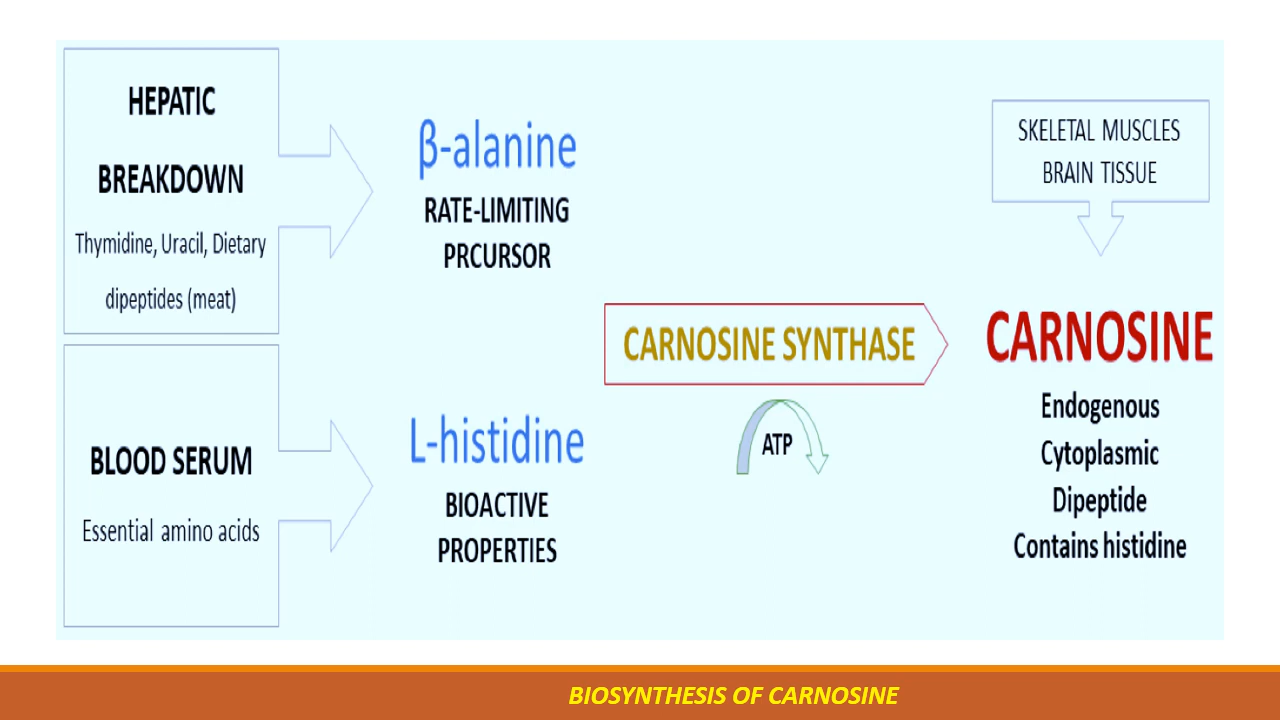 HEPATIC
BREAKDOWN
Thymidine, Uracil, Dietary
dipeptides (meat)
BLOOD SERUM
Essential amino acids
β-alanine
RATE-LIMITING
PRCURSOR
L-histidine
BIOACTIVE
PROPERTIES
CARNOSINE SYNTHASE
ATP
SKELETAL MUSCLES
BRAIN TISSUE
CARNOSINE
Endogenous
Cytoplasmic
Dipeptide
Contains histidine
BIOSYNTHESIS OF CARNOSINE